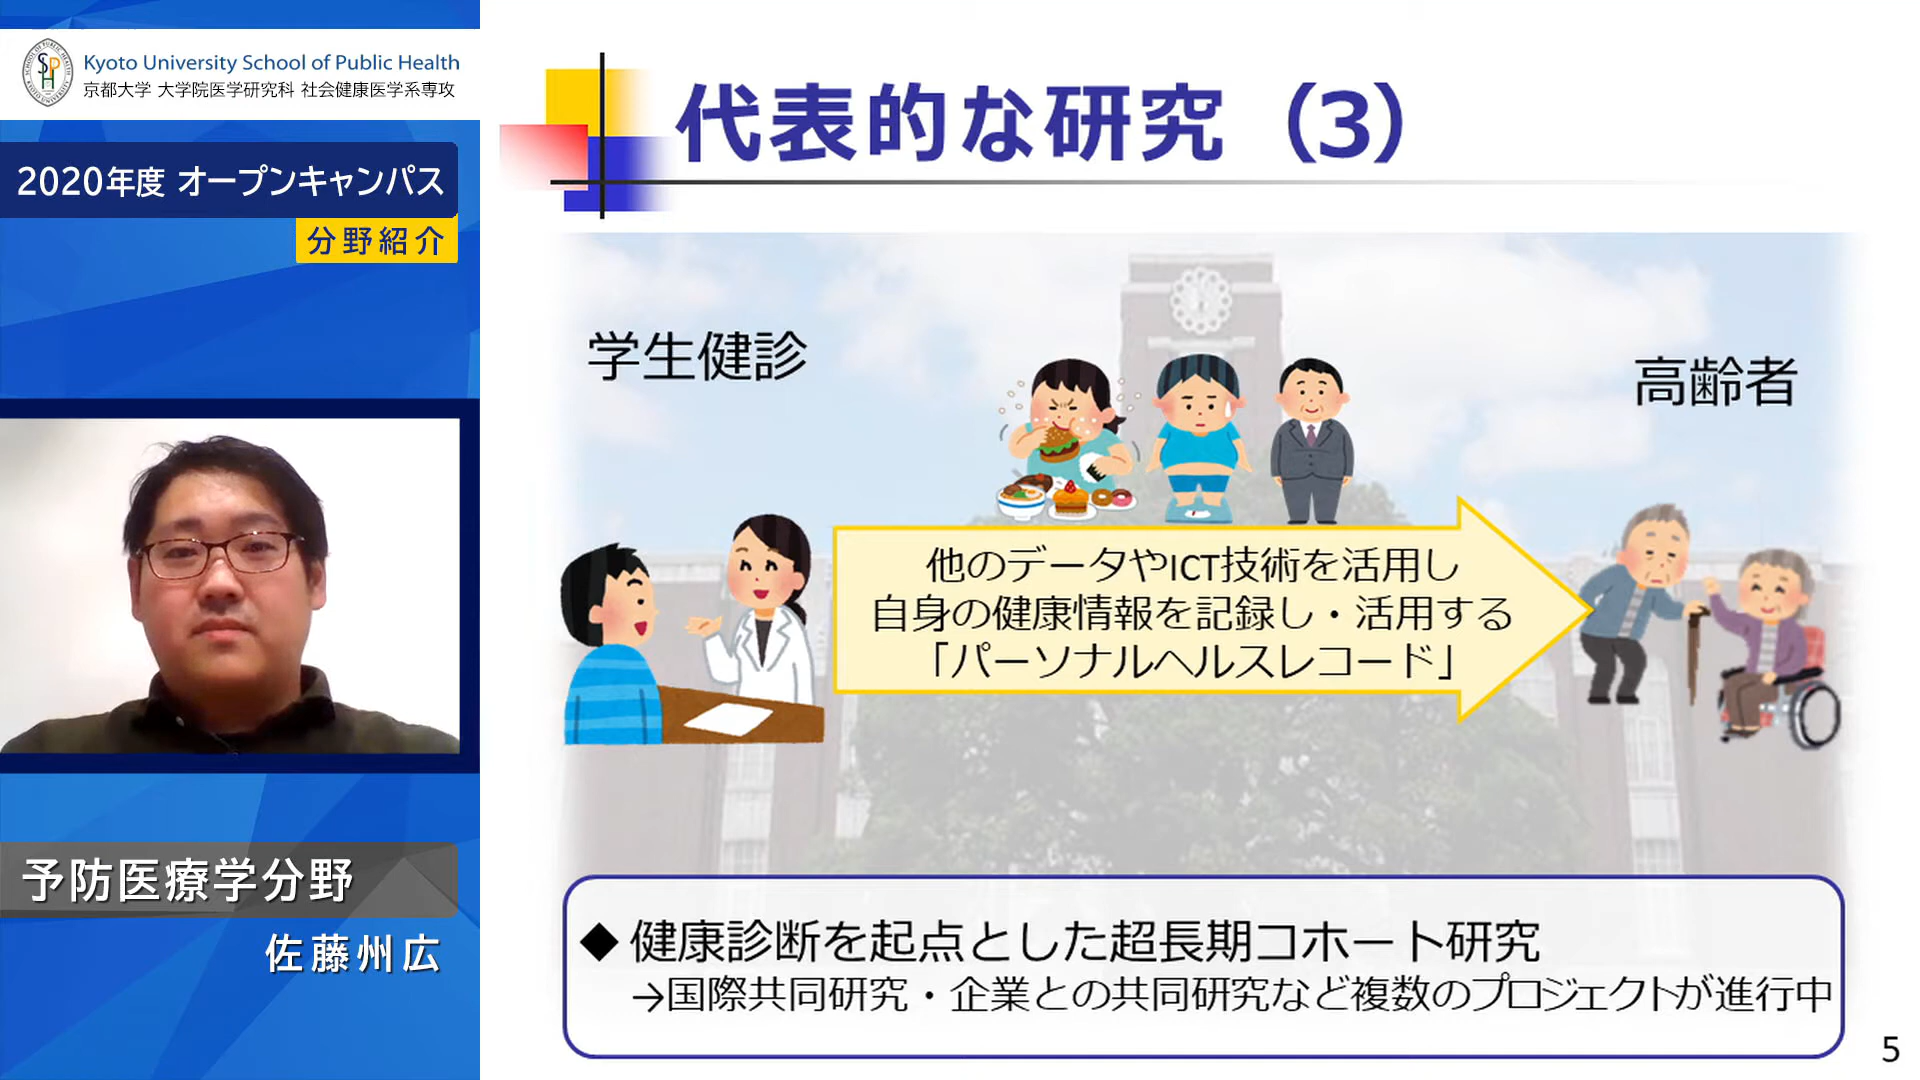 Kyoto University School of Public Health
京都大学 大学院医学研究科 社会健康医学系専攻
2020年度 オープンキャンパス
分野紹介
予防医療学分野
佐藤州広
代表的な研究（3）
学生健診
高齢者
他のデータやICT技術を活用し
自身の健康情報を記録し・活用する
「パーソナルヘルスレコード」
◆ 健康診断を起点とした超長期コホート研究
→国際共同研究・企業との共同研究など複数のプロジェクトが進行中
5